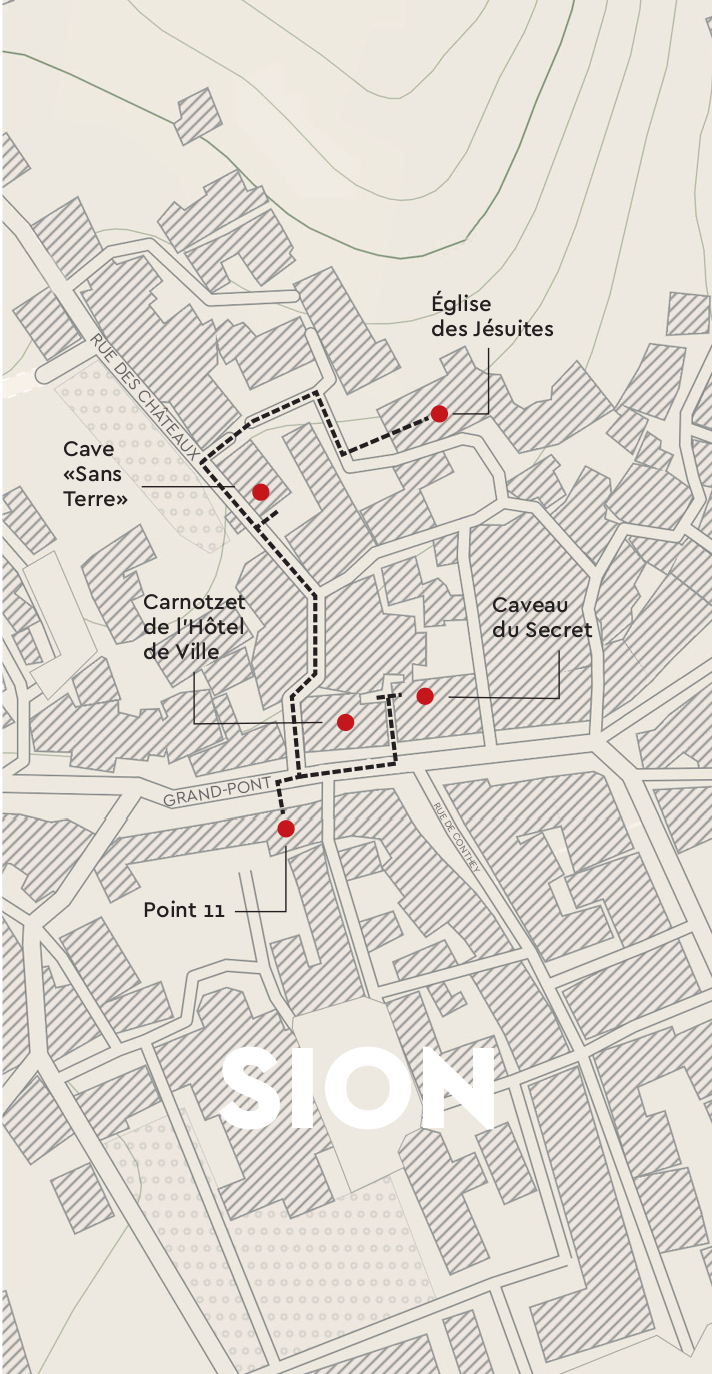 Église
des Jésuites
RUE DES CHÂTEAUX
Cave
«Sans
Terre»
Carnotzet
de l'Hôtel
de Ville
Caveau
du Secret
GRAND-PONT
RUE DE CONTHEY
Point 11
SION